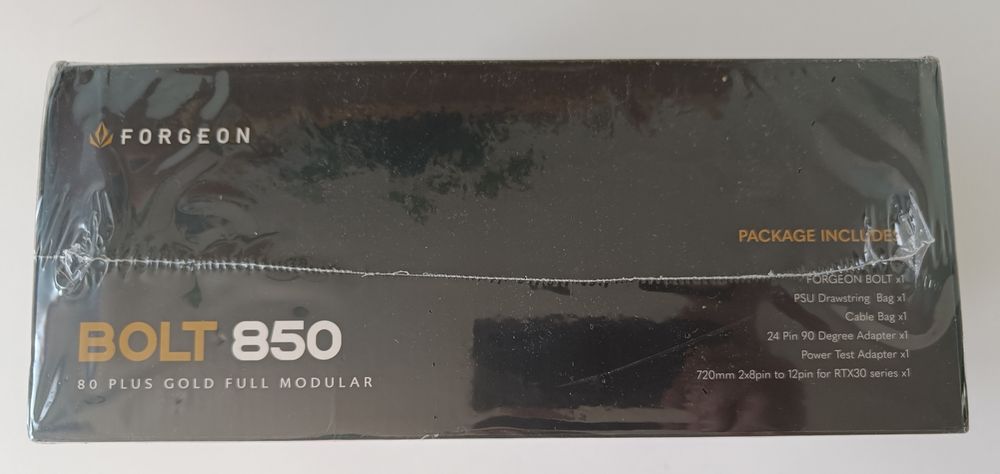 FORGEON
PACKAGE INCLUDES
FORGEON BOLT x1
PSU Drawstring Bag x1
Cable Bag x1
24 Pin 90 Degree Adapter x1
Power Test Adapter x1
720mm 2x8pin to 12pin for RTX30 series x1
BOLT 850
80 PLUS GOLD FULL MODULAR